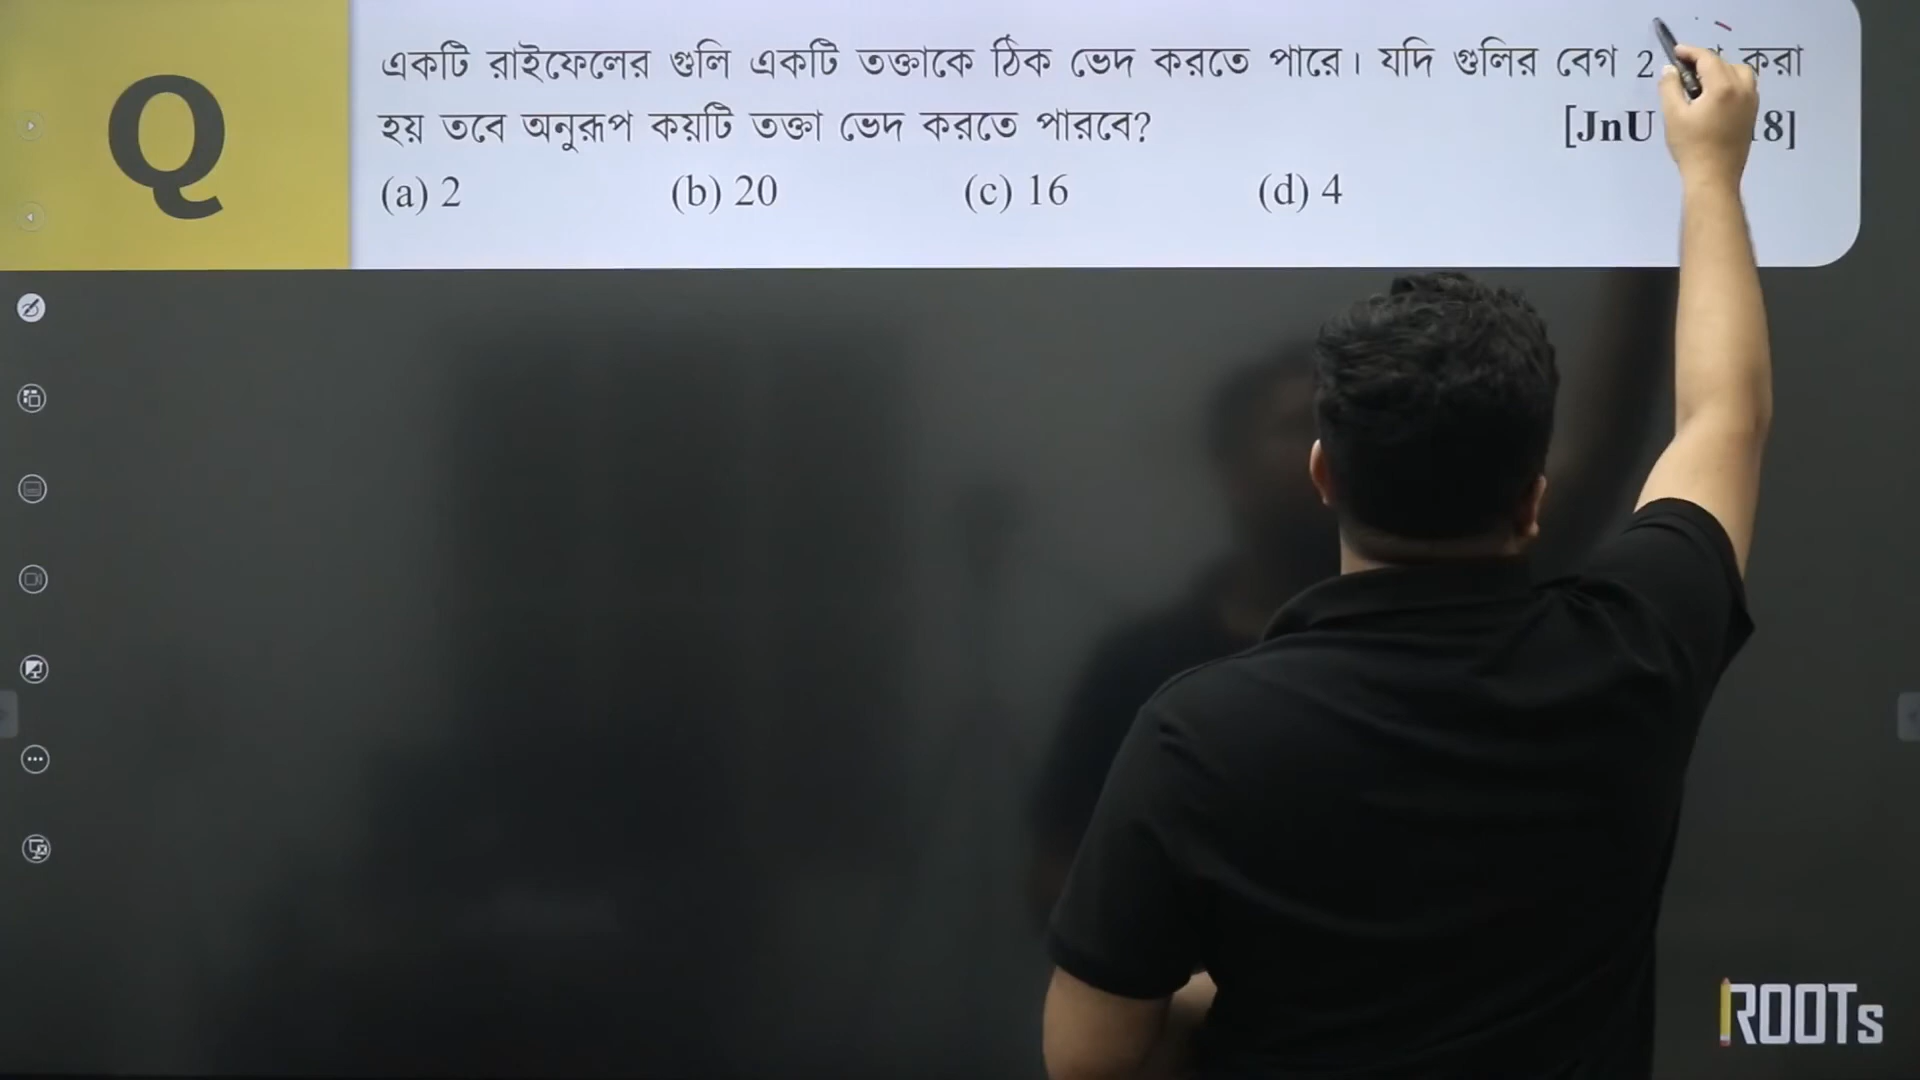 Q
একটি রাইফেলের গুলি একটি তক্তাকে ঠিক ভেদ করতে পারে। যদি গুলির বেগ 2 করা
হয় তবে অনুরূপ কয়টি তক্তা ভেদ করতে পারবে? [JnU 8]
(a) 2 (b) 20 (c) 16 (d) 4
ROOTs